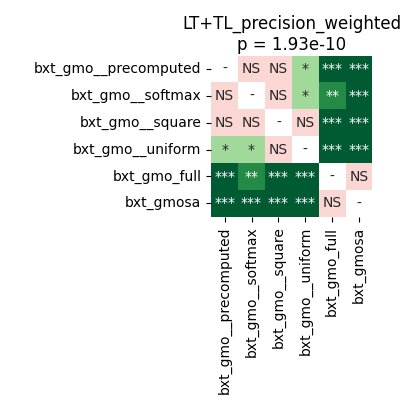 LT+TL_precision_weighted
p = 1.93e-10
bxt_gmo__precomputed - NS NS * *** ***
bxt_gmo__softmax NS - NS * ** ***
bxt_gmo__square NS NS - NS *** ***
bxt_gmo__uniform * * NS - *** ***
bxt_gmo_full *** ** *** *** - NS
bxt_gmosa *** *** *** *** NS -
bxt_gmo__precomputed
bxt_gmo__softmax
bxt_gmo__square
bxt_gmo__uniform
bxt_gmo_full
bxt_gmosa